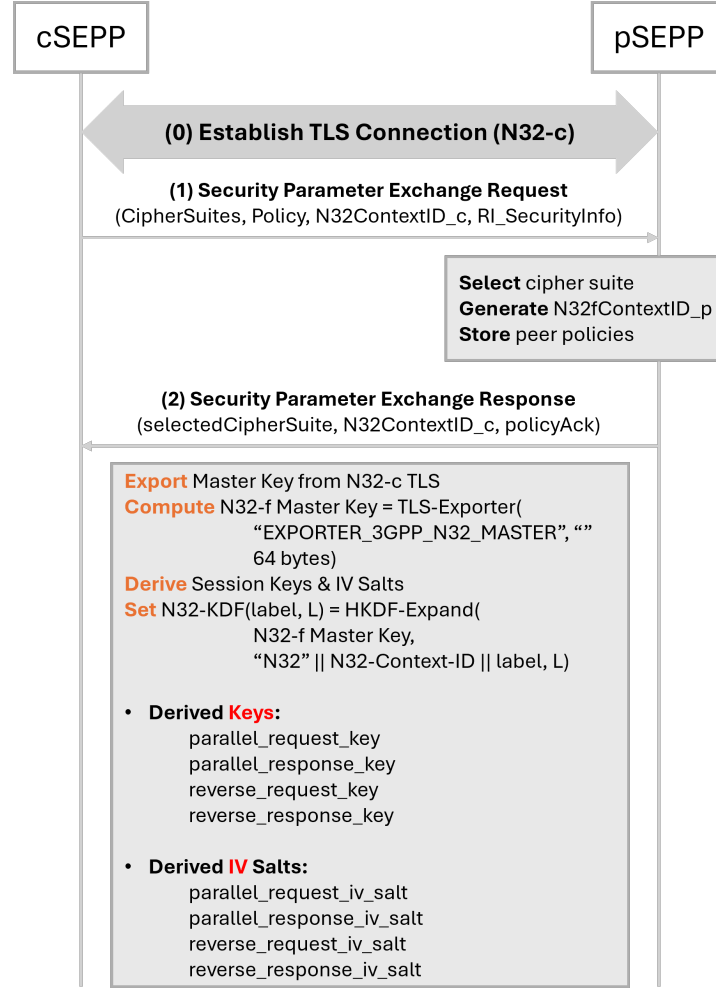 cSEPP
pSEPP
(0) Establish TLS Connection (N32-c)
(1) Security Parameter Exchange Request
(CipherSuites, Policy, N32ContextID_c, RI_SecurityInfo)
Select cipher suite
Generate N32fContextID_p
Store peer policies
(2) Security Parameter Exchange Response
(selectedCipherSuite, N32ContextID_c, policyAck)
Export Master Key from N32-c TLS
Compute N32-f Master Key = TLS-Exporter(
“EXPORTER_3GPP_N32_MASTER”, “”
64 bytes)
Derive Session Keys & IV Salts
Set N32-KDF(label, L) = HKDF-Expand(
N32-f Master Key,
“N32” || N32-Context-ID || label, L)
• Derived Keys:
parallel_request_key
parallel_response_key
reverse_request_key
reverse_response_key
• Derived IV Salts:
parallel_request_iv_salt
parallel_response_iv_salt
reverse_request_iv_salt
reverse_response_iv_salt